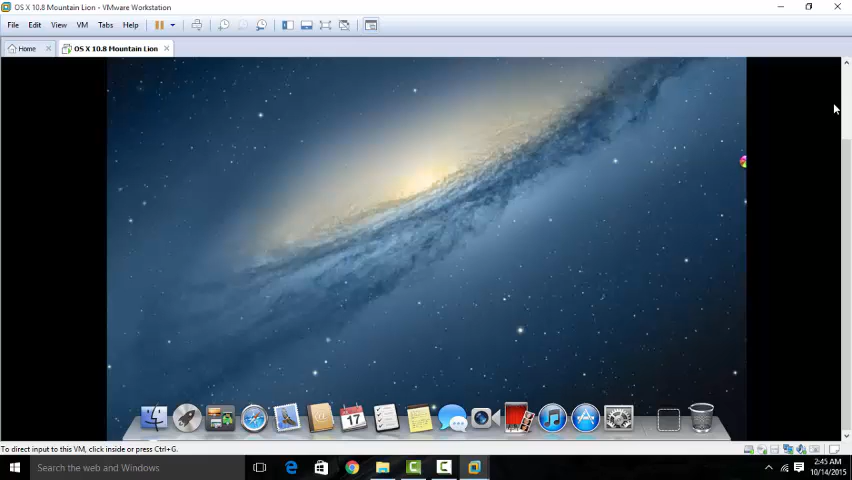 OS X 10.8 Mountain Lion - VMware Workstation
File Edit View VM Tabs Help
Home OS X 10.8 Mountain Lion
17
To direct input to this VM, click inside or press Ctrl+G.
Search the web and Windows
2:45 AM
10/14/2015